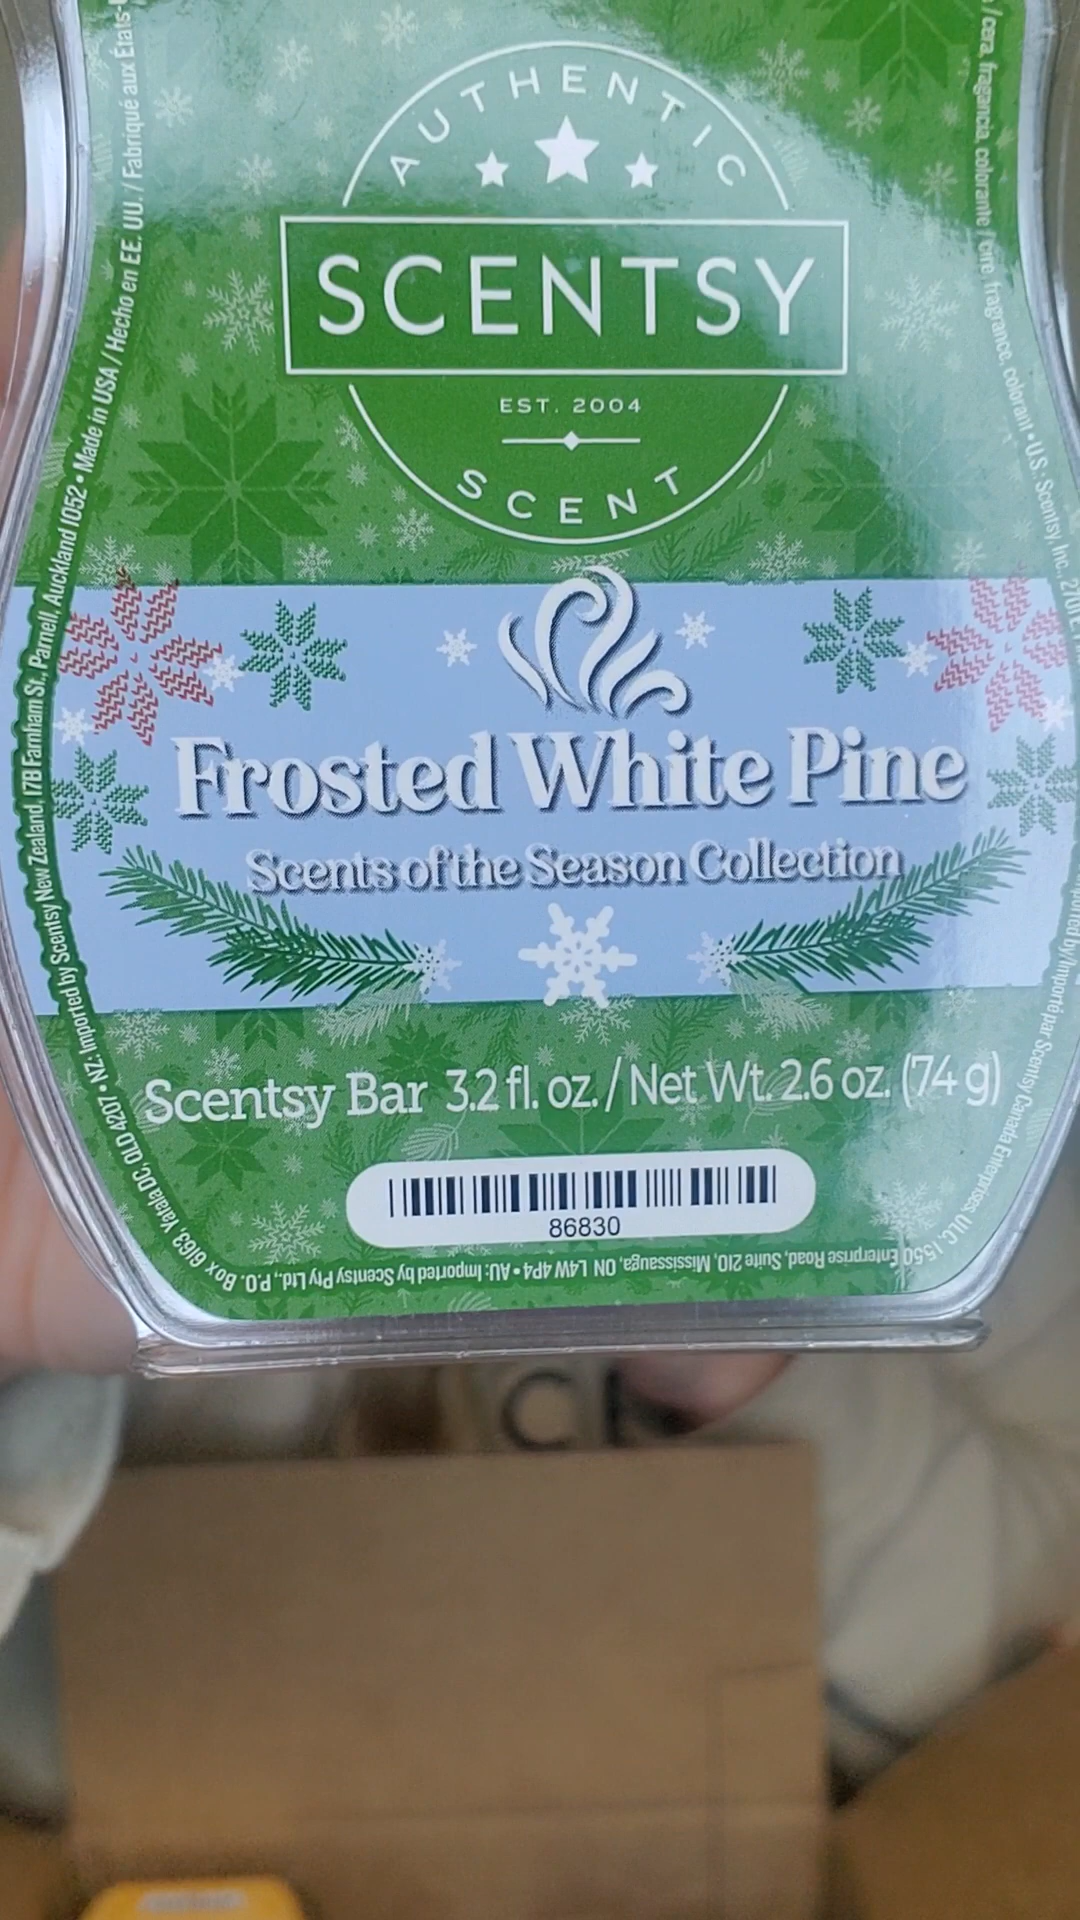 AUTHENTIC
SCENTSY
EST. 2004
SCENT
Frosted White Pine
Scents of the Season Collection
Scentsy Bar 3.2 fl. oz. / Net Wt. 2.6 oz. (74 g)
86830
/ cera, fragancia, colorante / cire, fragrance, colorant • U.S.: Scentsy, Inc.,
Imported by/Importé par Scentsy Canada Enterprises, ULC, 1550 Enterprise Road, Suite 210, Mississauga, ON L4W 4P4 • AU: Imported by Scentsy Pty Ltd., P.O. Box 6163, Yatala DC, QLD 4207 • NZ: Imported by Scentsy New Zealand, 17B Farnham St., Parnell, Auckland 1052 • Made in USA / Hecho en EE. UU. / Fabriqué aux États-